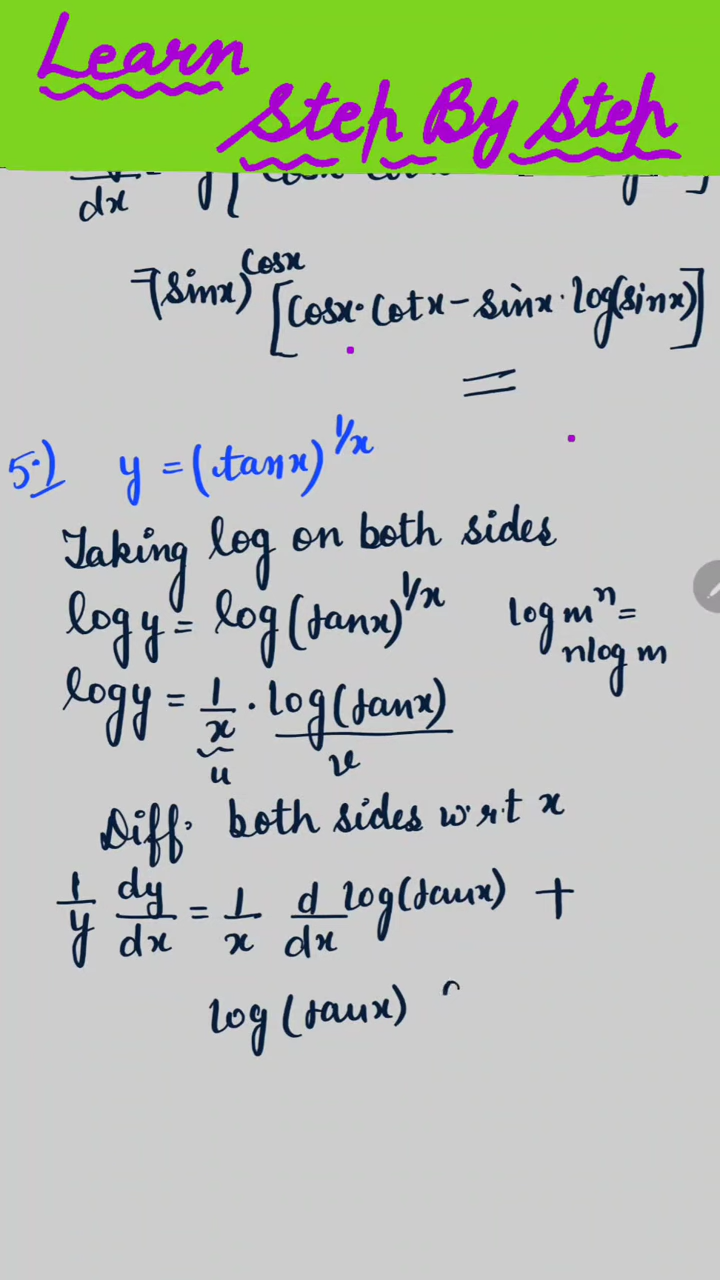 Learn
Step By Step
dx
=(sinx)^cosx [cosx·cotx - sinx·log(sinx)]
5.) y = (tanx)^1/x
Taking log on both sides
log y = log(tanx)^1/x log m^n =
n log m
log y = 1/x · log(tanx)
u v
Diff. both sides w r t x
1/y dy/dx = 1/x d/dx log(tanx) +
log(tanx)